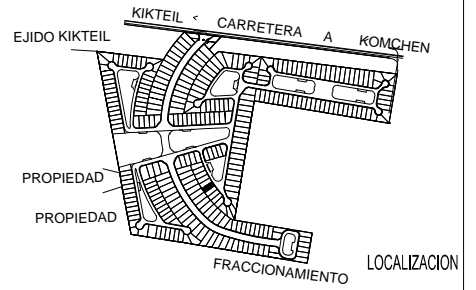 KIKTEIL < CARRETERA A < KOMCHEN
EJIDO KIKTEIL
PROPIEDAD
PROPIEDAD
FRACCIONAMIENTO
LOCALIZACION